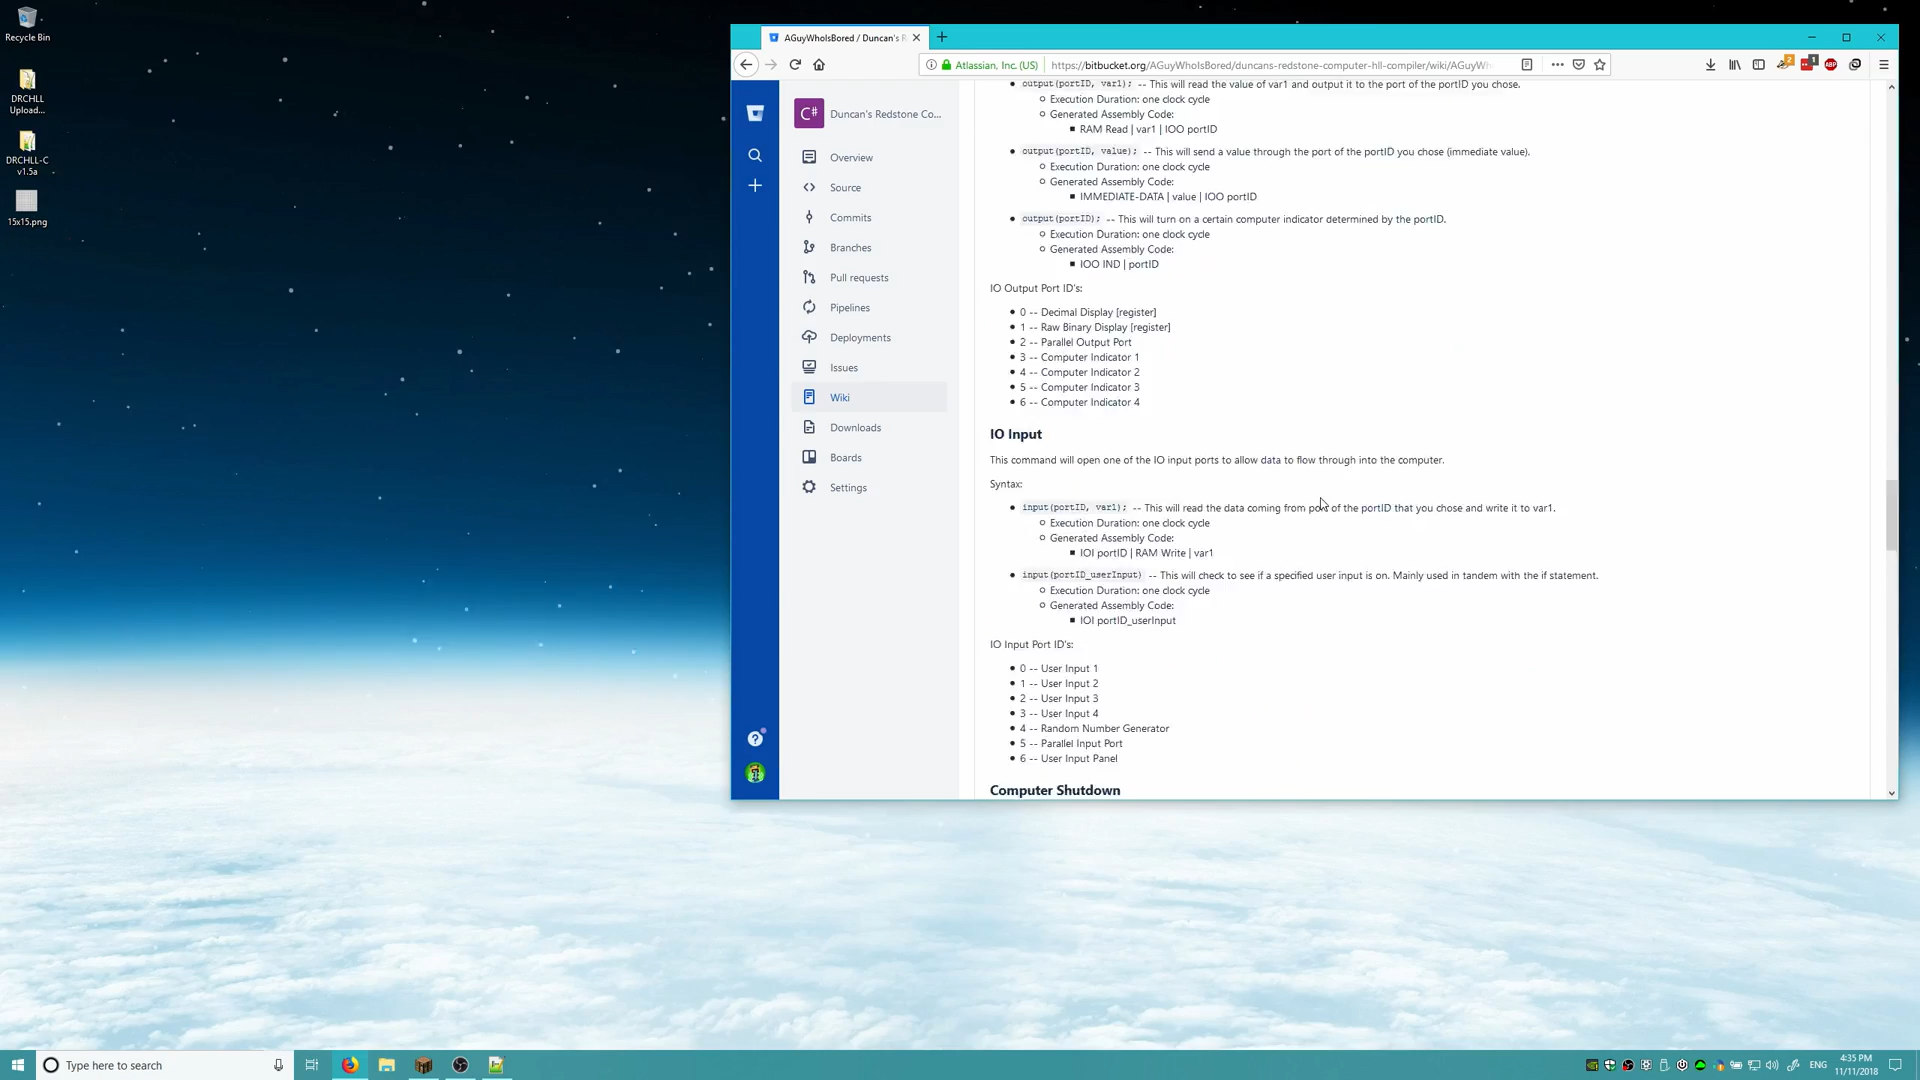 Recycle Bin
DRCHLL
Upload...
DRCHLL-C
v1.5a
15x15.png
AGuyWhoIsBored / Duncan's R
Atlassian, Inc. (US)
https://bitbucket.org/AGuyWhoIsBored/duncans-redstone-computer-hll-compiler/wiki/AGuyWh
2
1
ABP
C#
Duncan's Redstone Co...
Overview
Source
Commits
Branches
Pull requests
Pipelines
Deployments
Issues
Wiki
Downloads
Boards
Settings
output(portID, var1); -- This will read the value of var1 and output it to the port of the portID you chose.
Execution Duration: one clock cycle
Generated Assembly Code:
RAM Read | var1 | IOO portID
output(portID, value); -- This will send a value through the port of the portID you chose (immediate value).
Execution Duration: one clock cycle
Generated Assembly Code:
IMMEDIATE-DATA | value | IOO portID
output(portID); -- This will turn on a certain computer indicator determined by the portID.
Execution Duration: one clock cycle
Generated Assembly Code:
IOO IND | portID
IO Output Port ID's:
0 -- Decimal Display [register]
1 -- Raw Binary Display [register]
2 -- Parallel Output Port
3 -- Computer Indicator 1
4 -- Computer Indicator 2
5 -- Computer Indicator 3
6 -- Computer Indicator 4
IO Input
This command will open one of the IO input ports to allow data to flow through into the computer.
Syntax:
input(portID, var1); -- This will read the data coming from port of the portID that you chose and write it to var1.
Execution Duration: one clock cycle
Generated Assembly Code:
IOI portID | RAM Write | var1
input(portID_userInput) -- This will check to see if a specified user input is on. Mainly used in tandem with the if statement.
Execution Duration: one clock cycle
Generated Assembly Code:
IOI portID_userInput
IO Input Port ID's:
0 -- User Input 1
1 -- User Input 2
2 -- User Input 3
3 -- User Input 4
4 -- Random Number Generator
5 -- Parallel Input Port
6 -- User Input Panel
Computer Shutdown
Type here to search
ENG
4:35 PM
11/11/2018